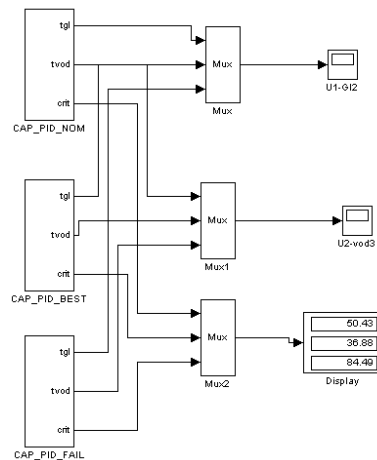 tgl
tvod
crit
CAP_PID_NOM
Mux
Mux
U1-Gl2
tgl
tvod
crit
CAP_PID_BEST
Mux
Mux1
U2-vod3
tgl
tvod
crit
CAP_PID_FAIL
Mux
Mux2
50.43
36.88
84.49
Display